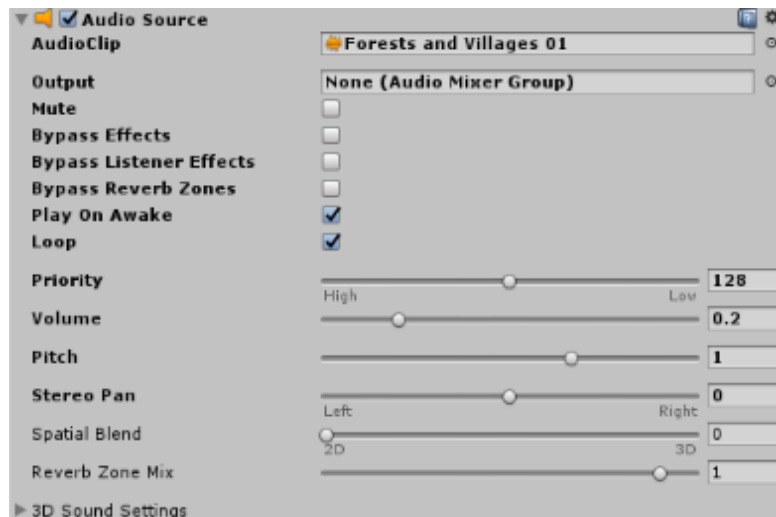 Audio Source
AudioClip Forests and Villages 01
Output None (Audio Mixer Group)
Mute
Bypass Effects
Bypass Listener Effects
Bypass Reverb Zones
Play On Awake
Loop
Priority 128
High Low
Volume 0.2
Pitch 1
Stereo Pan 0
Left Right
Spatial Blend 0
2D 3D
Reverb Zone Mix 1
3D Sound Settings